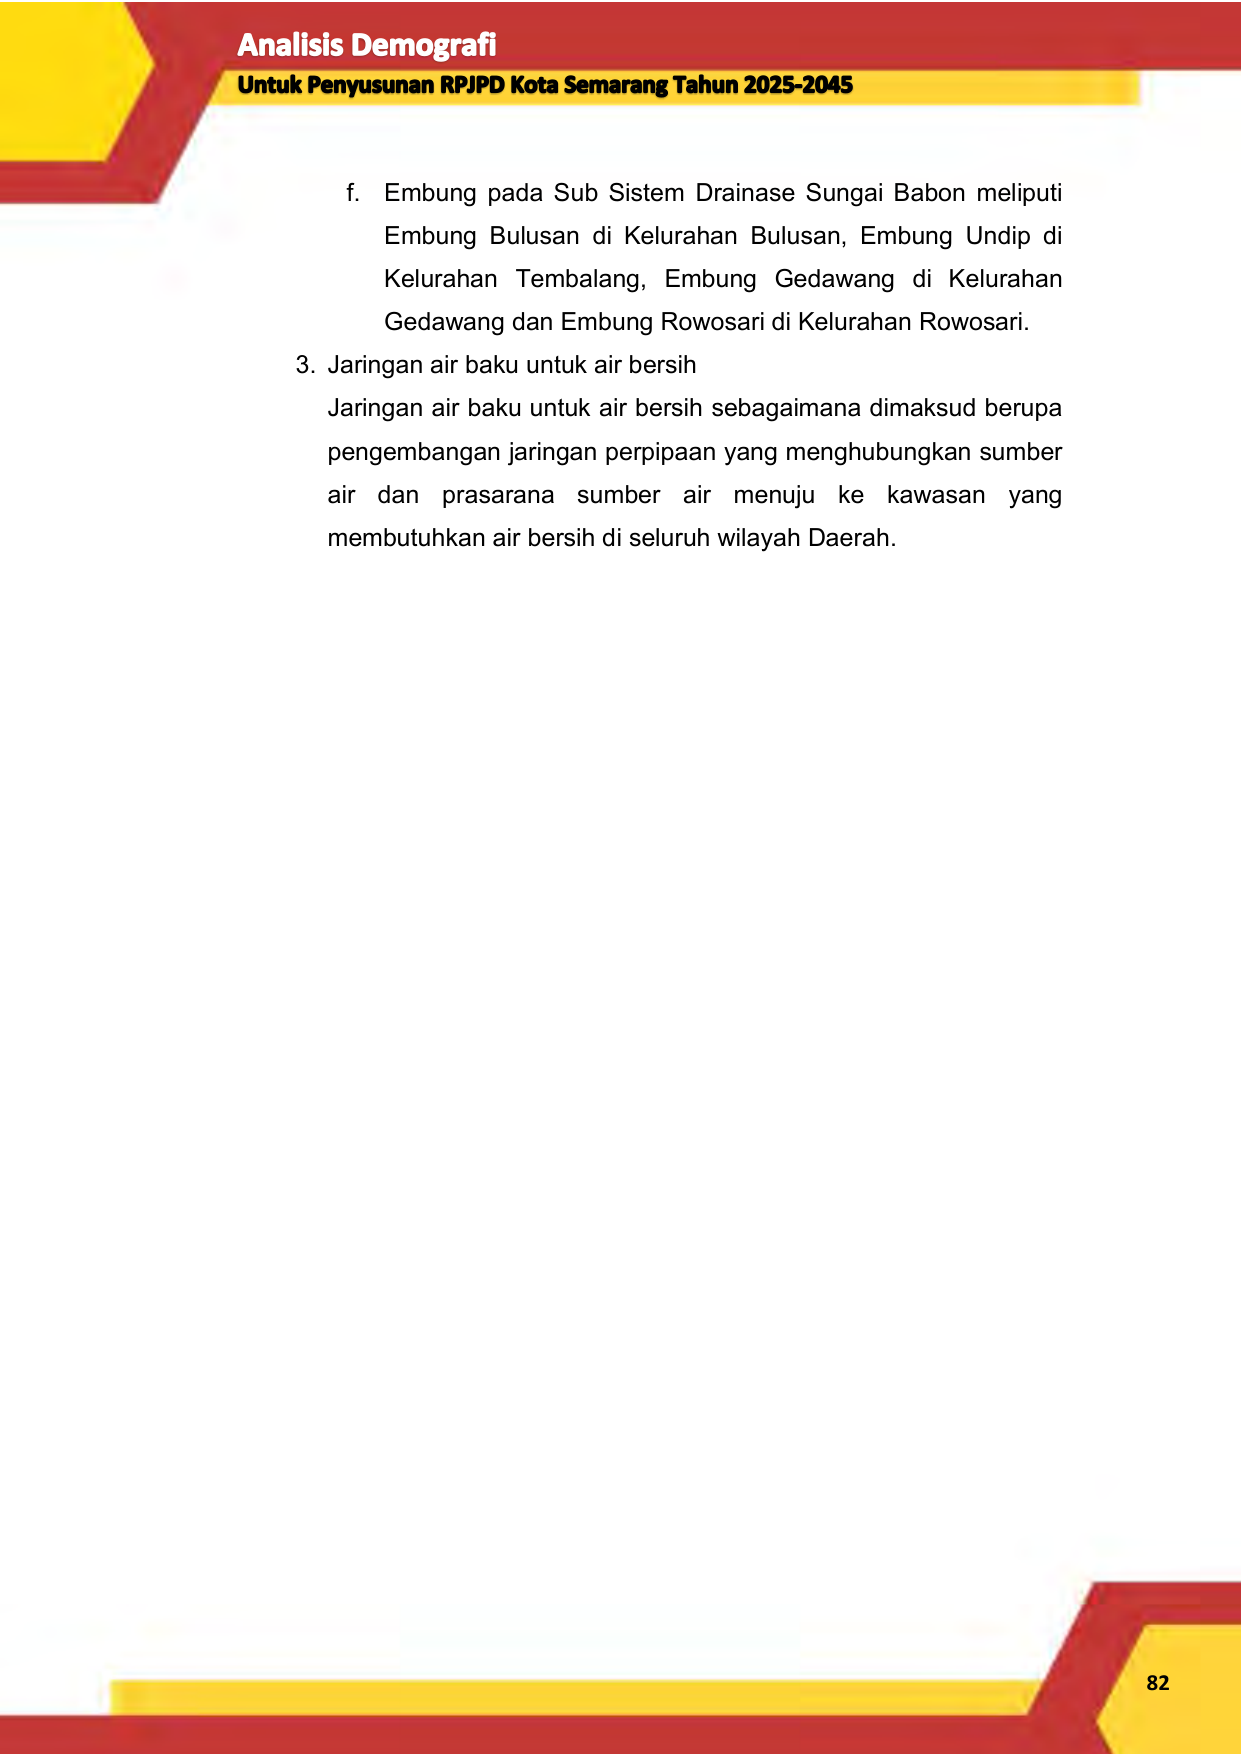 Analisis Demografi
Untuk Penyusunan RPJPD Kota Semarang Tahun 2025-2045
f. Embung pada Sub Sistem Drainase Sungai Babon meliputi
Embung Bulusan di Kelurahan Bulusan, Embung Undip di
Kelurahan Tembalang, Embung Gedawang di Kelurahan
Gedawang dan Embung Rowosari di Kelurahan Rowosari.
3. Jaringan air baku untuk air bersih
Jaringan air baku untuk air bersih sebagaimana dimaksud berupa
pengembangan jaringan perpipaan yang menghubungkan sumber
air dan prasarana sumber air menuju ke kawasan yang
membutuhkan air bersih di seluruh wilayah Daerah.
82